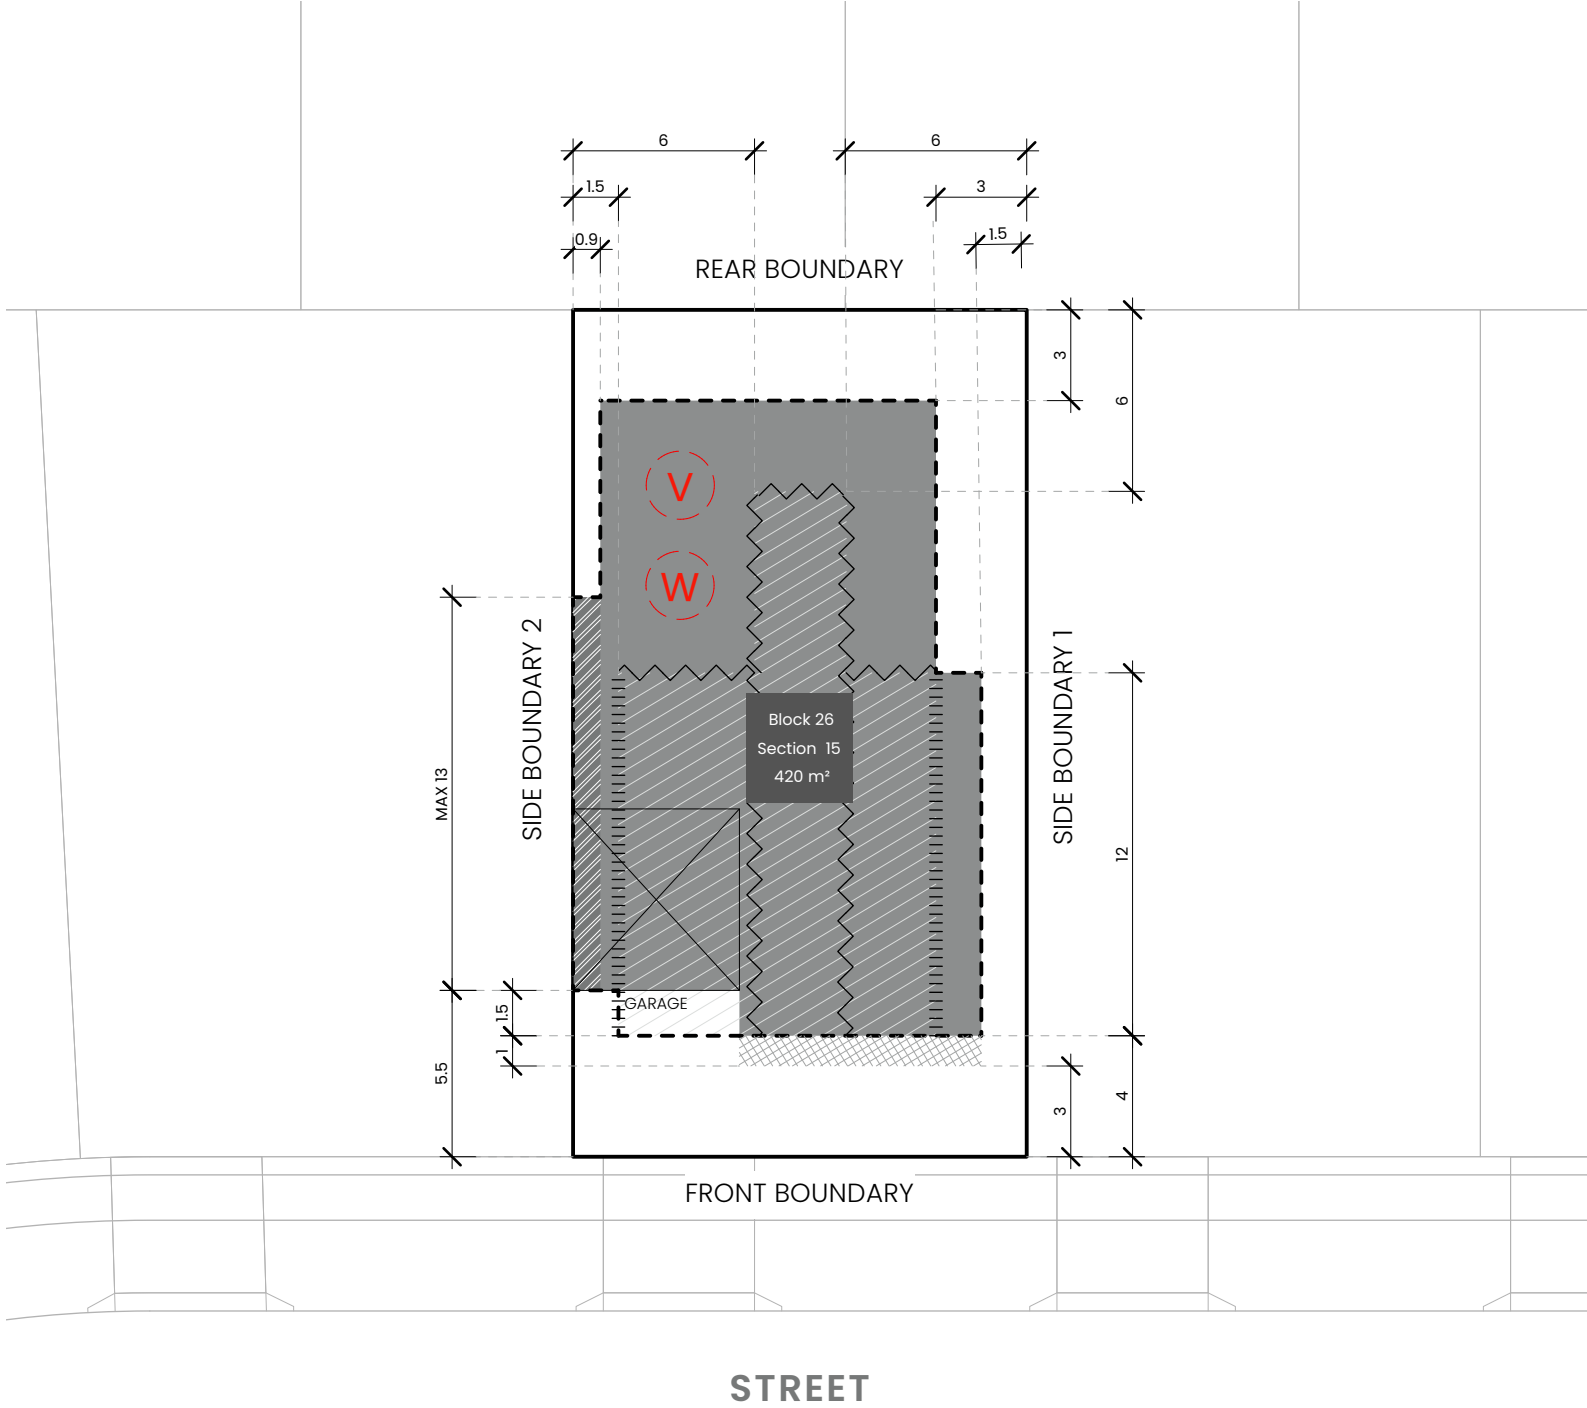 6
6
1.5
3
0.9
1.5
REAR BOUNDARY
3
6
V
W
SIDE BOUNDARY 2
SIDE BOUNDARY 1
Block 26
Section 15
420 m²
MAX 13
12
GARAGE
1.5
1
5.5
3
4
FRONT BOUNDARY
STREET